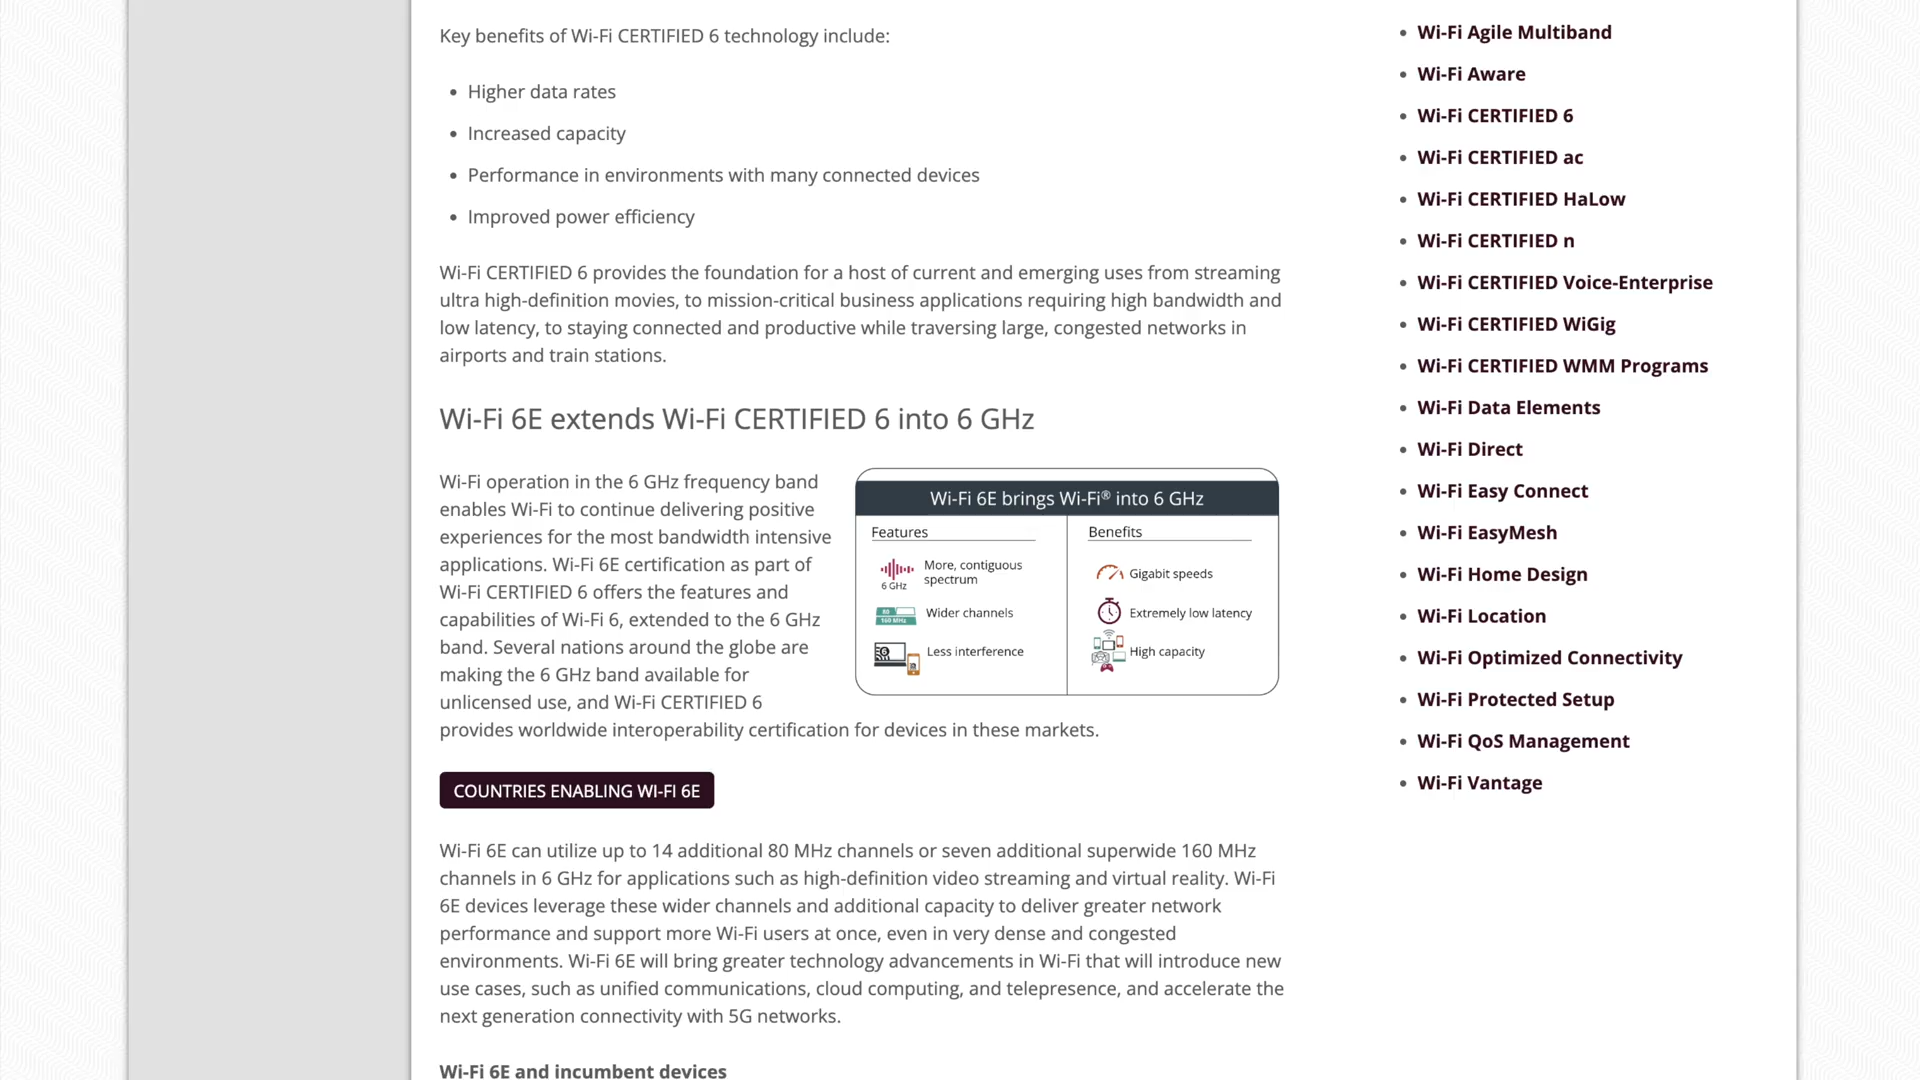 Key benefits of Wi-Fi CERTIFIED 6 technology include:
• Higher data rates
• Increased capacity
• Performance in environments with many connected devices
• Improved power efficiency
Wi-Fi CERTIFIED 6 provides the foundation for a host of current and emerging uses from streaming
ultra high-definition movies, to mission-critical business applications requiring high bandwidth and
low latency, to staying connected and productive while traversing large, congested networks in
airports and train stations.
Wi-Fi 6E extends Wi-Fi CERTIFIED 6 into 6 GHz
Wi-Fi operation in the 6 GHz frequency band
enables Wi-Fi to continue delivering positive
experiences for the most bandwidth intensive
applications. Wi-Fi 6E certification as part of
Wi-Fi CERTIFIED 6 offers the features and
capabilities of Wi-Fi 6, extended to the 6 GHz
band. Several nations around the globe are
making the 6 GHz band available for
unlicensed use, and Wi-Fi CERTIFIED 6
provides worldwide interoperability certification for devices in these markets.
Wi-Fi 6E brings Wi-Fi® into 6 GHz
Features
6 GHz
More, contiguous
spectrum
80
160 MHz
Wider channels
Less interference
Benefits
Gigabit speeds
Extremely low latency
High capacity
COUNTRIES ENABLING WI-FI 6E
Wi-Fi 6E can utilize up to 14 additional 80 MHz channels or seven additional superwide 160 MHz
channels in 6 GHz for applications such as high-definition video streaming and virtual reality. Wi-Fi
6E devices leverage these wider channels and additional capacity to deliver greater network
performance and support more Wi-Fi users at once, even in very dense and congested
environments. Wi-Fi 6E will bring greater technology advancements in Wi-Fi that will introduce new
use cases, such as unified communications, cloud computing, and telepresence, and accelerate the
next generation connectivity with 5G networks.
Wi-Fi 6E and incumbent devices
• Wi-Fi Agile Multiband
• Wi-Fi Aware
• Wi-Fi CERTIFIED 6
• Wi-Fi CERTIFIED ac
• Wi-Fi CERTIFIED HaLow
• Wi-Fi CERTIFIED n
• Wi-Fi CERTIFIED Voice-Enterprise
• Wi-Fi CERTIFIED WiGig
• Wi-Fi CERTIFIED WMM Programs
• Wi-Fi Data Elements
• Wi-Fi Direct
• Wi-Fi Easy Connect
• Wi-Fi EasyMesh
• Wi-Fi Home Design
• Wi-Fi Location
• Wi-Fi Optimized Connectivity
• Wi-Fi Protected Setup
• Wi-Fi QoS Management
• Wi-Fi Vantage